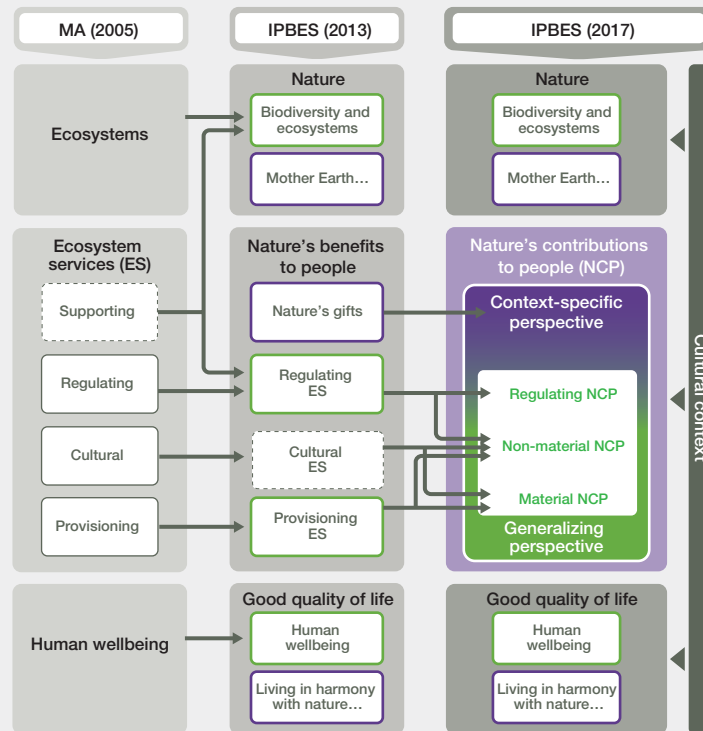 MA (2005)
IPBES (2013)
IPBES (2017)
Ecosystems
Nature
Biodiversity and
ecosystems
Mother Earth…
Nature
Biodiversity and
ecosystems
Mother Earth…
Ecosystem
services (ES)
Supporting
Regulating
Cultural
Provisioning
Nature's benefits
to people
Nature's gifts
Regulating
ES
Cultural
ES
Provisioning
ES
Nature's contributions
to people (NCP)
Context-specific
perspective
Regulating NCP
Non-material NCP
Material NCP
Generalizing
perspective
Human wellbeing
Good quality of life
Human
wellbeing
Living in harmony
with nature…
Good quality of life
Human
wellbeing
Living in harmony
with nature…
Cultural context